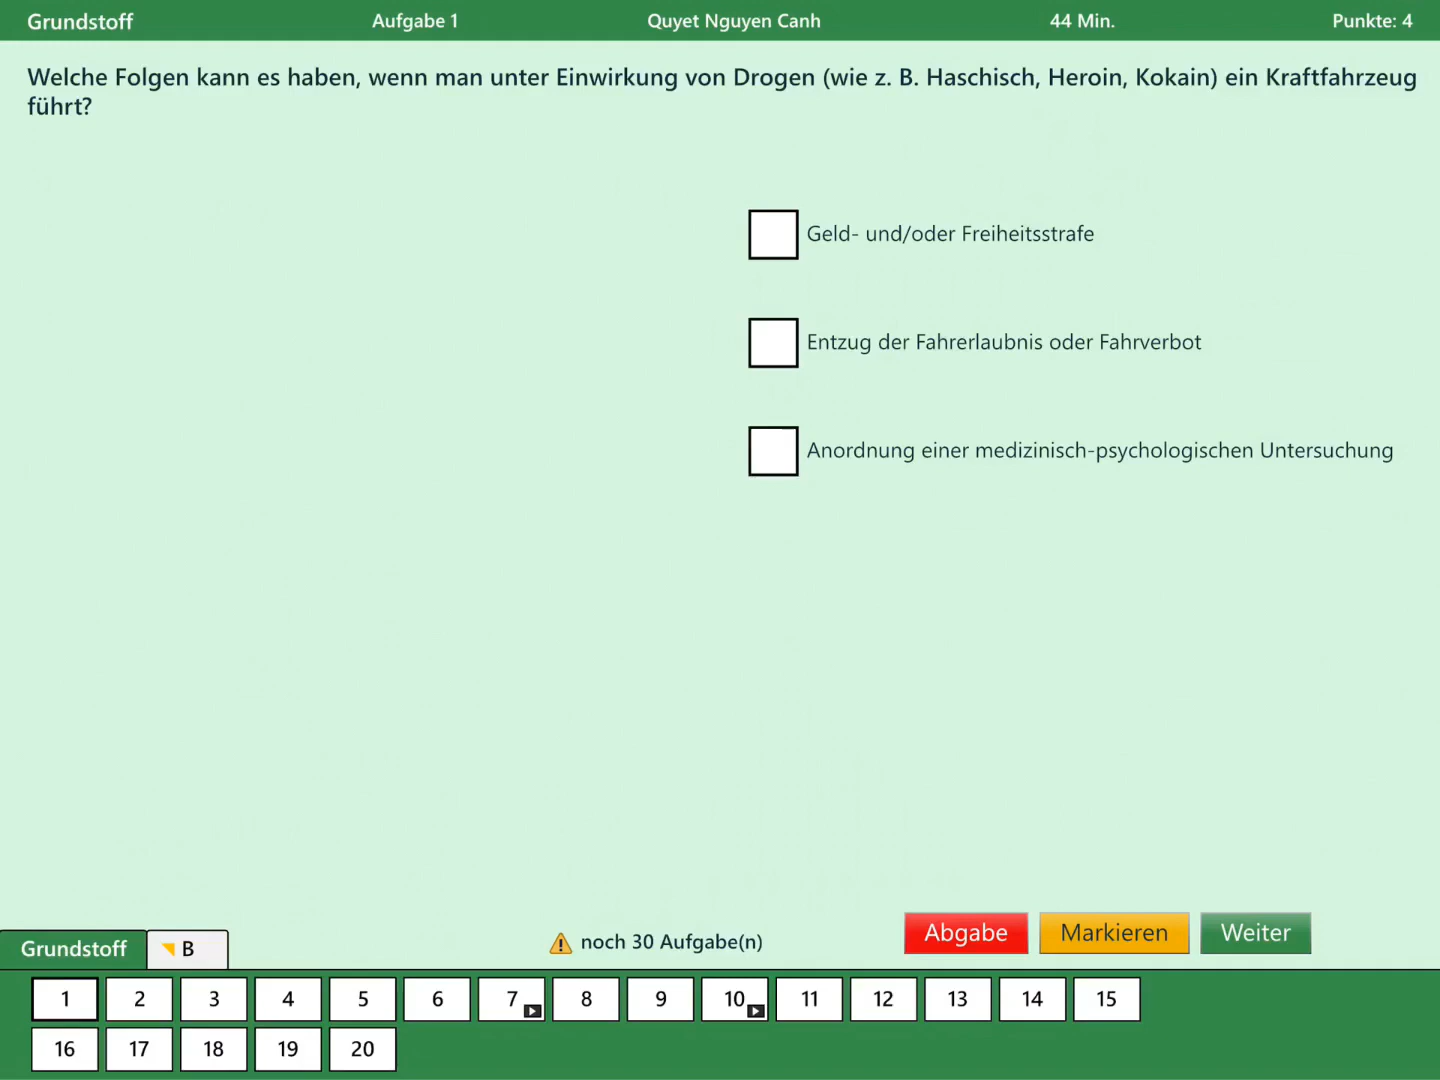 Grundstoff Aufgabe 1 Quyet Nguyen Canh 44 Min. Punkte: 4
Welche Folgen kann es haben, wenn man unter Einwirkung von Drogen (wie z. B. Haschisch, Heroin, Kokain) ein Kraftfahrzeug
führt?
Geld- und/oder Freiheitsstrafe
Entzug der Fahrerlaubnis oder Fahrverbot
Anordnung einer medizinisch-psychologischen Untersuchung
Grundstoff B noch 30 Aufgabe(n) Abgabe Markieren Weiter
1 2 3 4 5 6 7 8 9 10 11 12 13 14 15
16 17 18 19 20